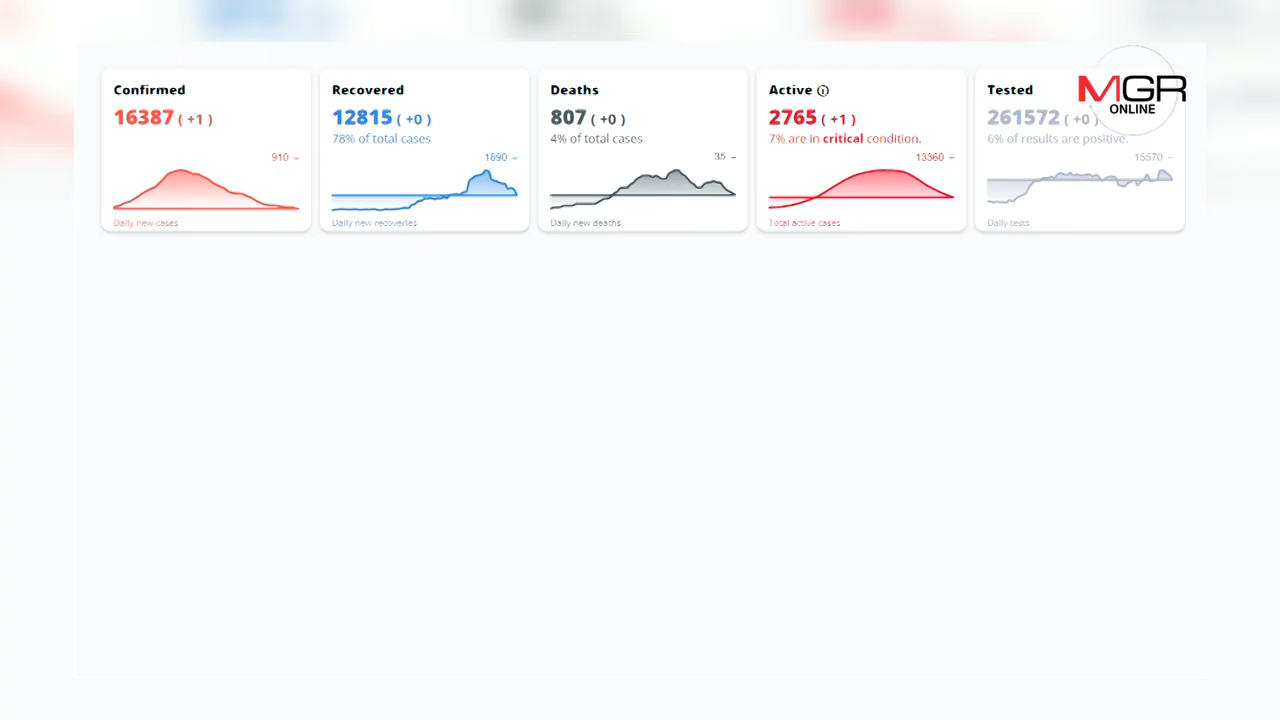 Confirmed
16387 ( +1 )
910 –
Daily new cases
Recovered
12815 ( +0 )
78% of total cases
1890 –
Daily new recoveries
Deaths
807 ( +0 )
4% of total cases
35 –
Daily new deaths
Active
2765 ( +1 )
7% are in critical condition.
13360 –
Total active cases
Tested
261572 ( +0 )
6% of results are positive.
15570 –
Daily tests
MGR
ONLINE